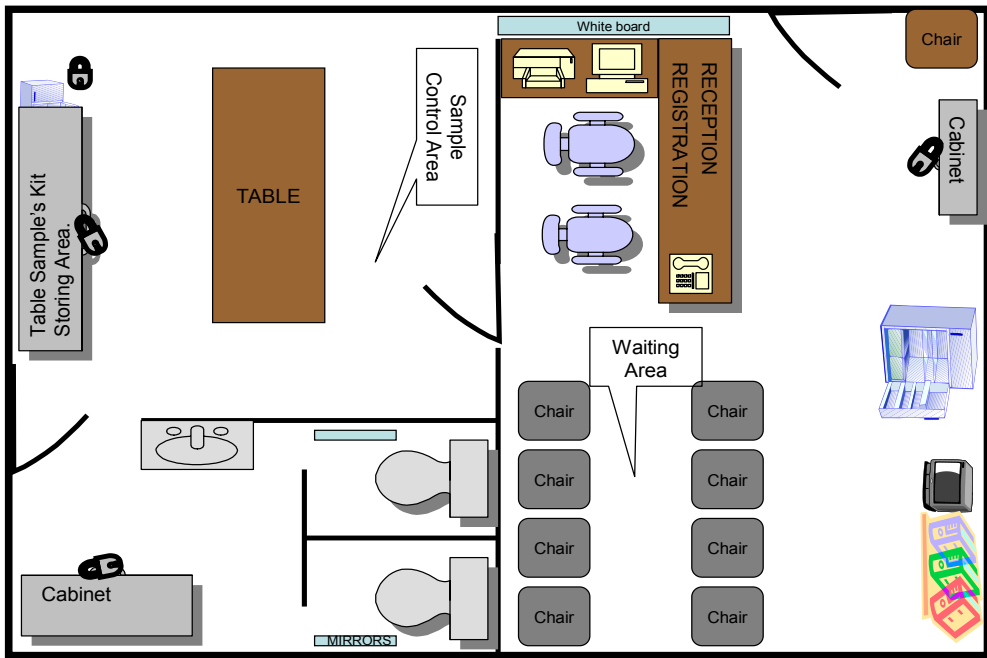 White board
Chair
Sample
Control Area
RECEPTION
REGISTRATION
Cabinet
TABLE
Table Sample's Kit
Storing Area.
Waiting
Area
Chair
Chair
Chair
Chair
Chair
Chair
Chair
Chair
Cabinet
MIRRORS